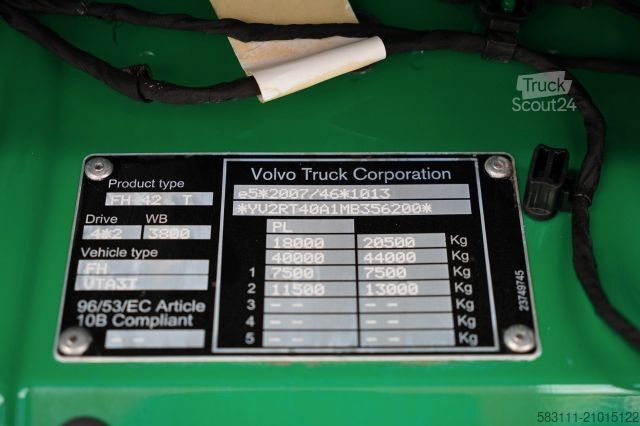 Truck
Scout24
Volvo Truck Corporation
Product type
FH 42 T
Drive WB
4*2 3800
Vehicle type
FH
VTA3T
96/53/EC Article
10B Compliant
- -
e5*2007/46*1013
*YV2RT40A1MB356200*
PL
18000 20500 Kg
40000 44000 Kg
1 7500 7500 Kg
2 11500 13000 Kg
3 - - - - Kg
4 - - - - Kg
5 - - - - Kg
23749745
583111-21015122